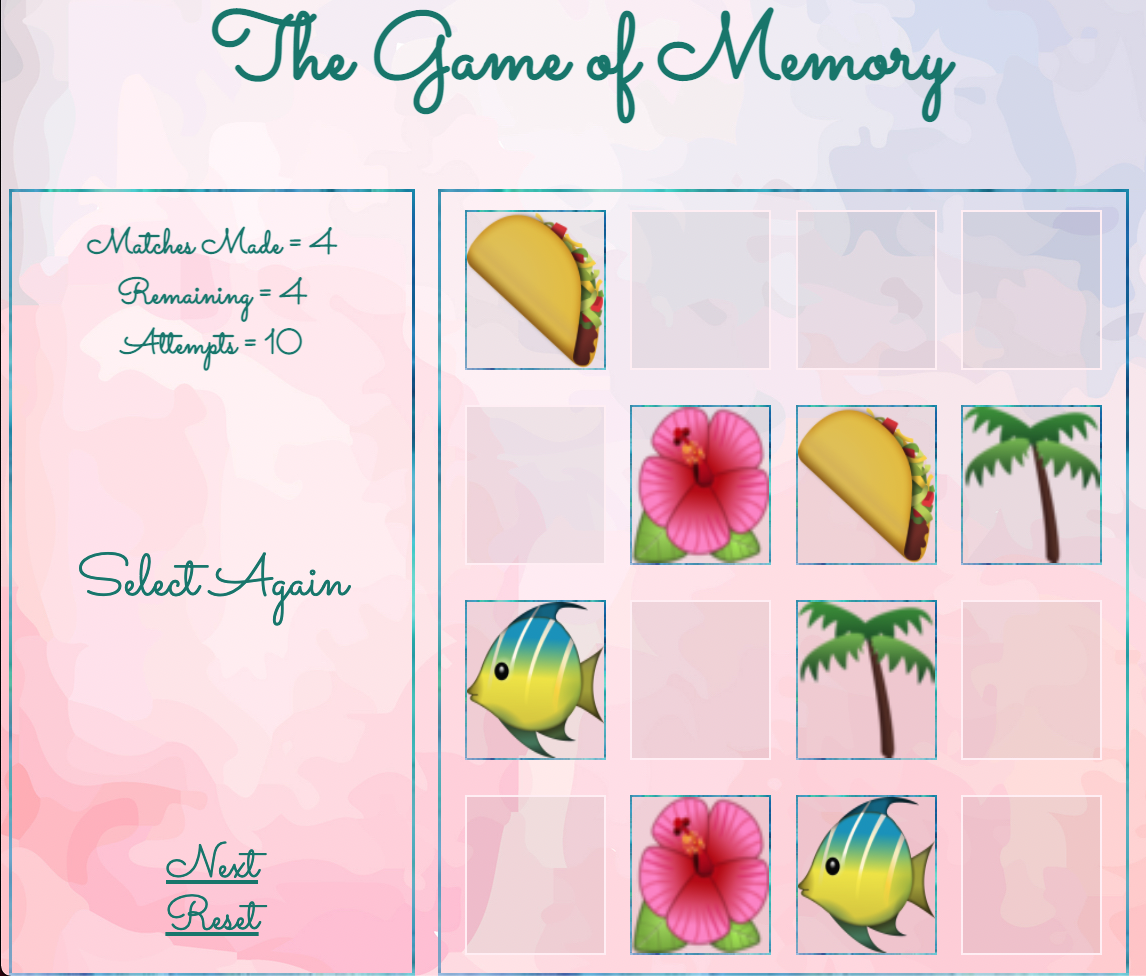 The Game of Memory
Matches Made = 4
Remaining = 4
Attempts = 10
Select Again
Next
Reset